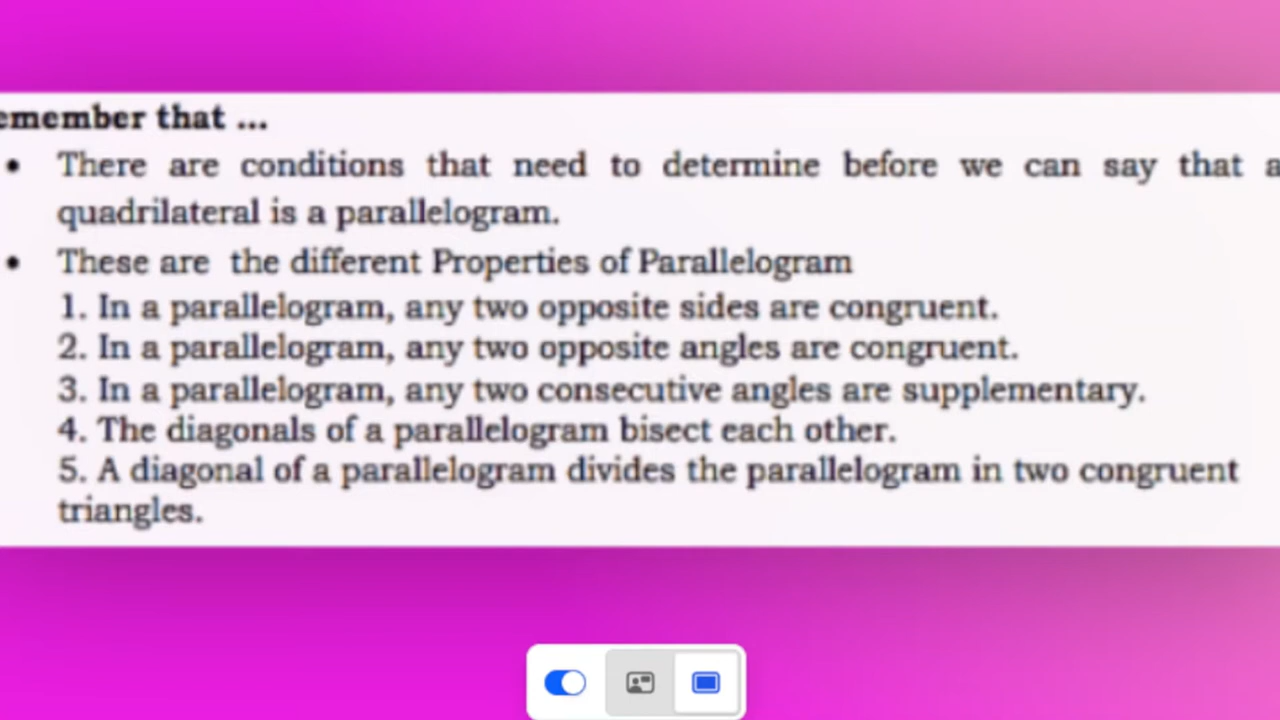 emember that ...
• There are conditions that need to determine before we can say that a
quadrilateral is a parallelogram.
• These are the different Properties of Parallelogram
1. In a parallelogram, any two opposite sides are congruent.
2. In a parallelogram, any two opposite angles are congruent.
3. In a parallelogram, any two consecutive angles are supplementary.
4. The diagonals of a parallelogram bisect each other.
5. A diagonal of a parallelogram divides the parallelogram in two congruent
triangles.